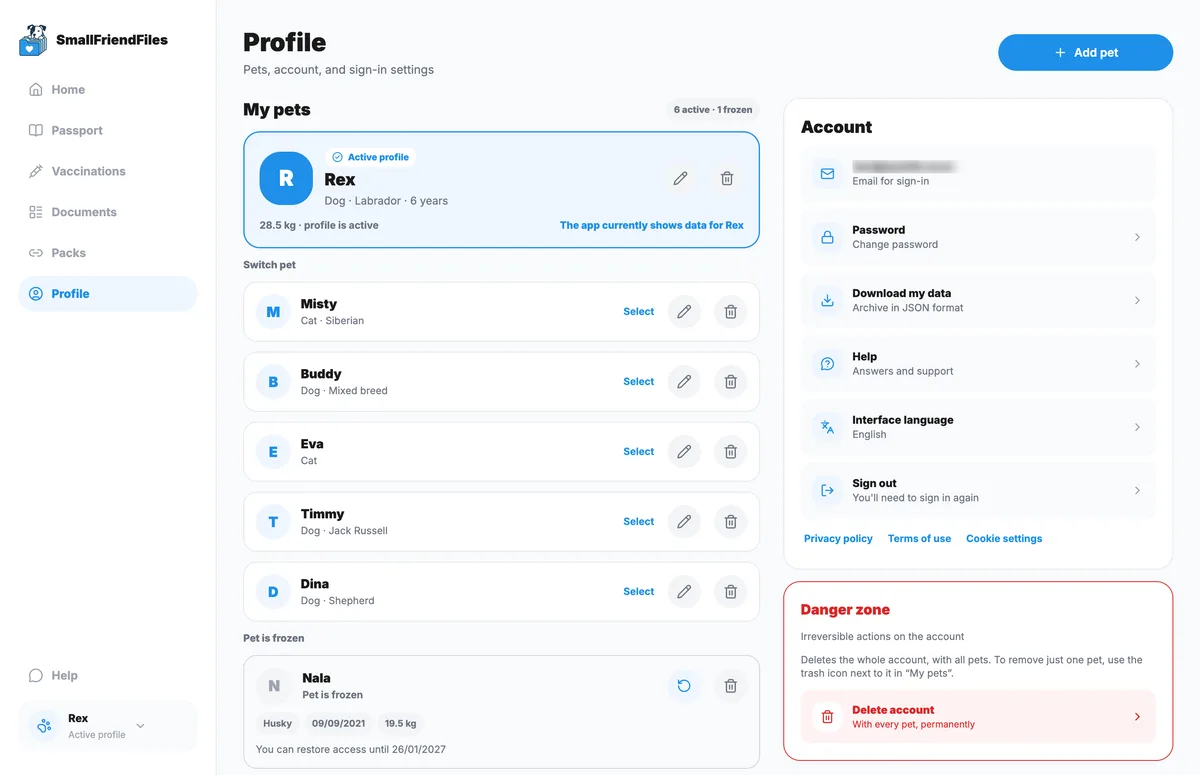 SmallFriendFiles
Home
Passport
Vaccinations
Documents
Packs
Profile
Help
Rex
Active profile
Profile
Pets, account, and sign-in settings
Add pet
My pets
6 active · 1 frozen
R
Active profile
Rex
Dog · Labrador · 6 years
28.5 kg · profile is active
The app currently shows data for Rex
Switch pet
M
Misty
Cat · Siberian
Select
B
Buddy
Dog · Mixed breed
Select
E
Eva
Cat
Select
T
Timmy
Dog · Jack Russell
Select
D
Dina
Dog · Shepherd
Select
Pet is frozen
N
Nala
Pet is frozen
Husky
09/09/2021
19.5 kg
You can restore access until 26/01/2027
Account
Email for sign-in
Password
Change password
Download my data
Archive in JSON format
Help
Answers and support
Interface language
English
Sign out
You'll need to sign in again
Privacy policy
Terms of use
Cookie settings
Danger zone
Irreversible actions on the account
Deletes the whole account, with all pets. To remove just one pet, use the
trash icon next to it in “My pets”.
Delete account
With every pet, permanently